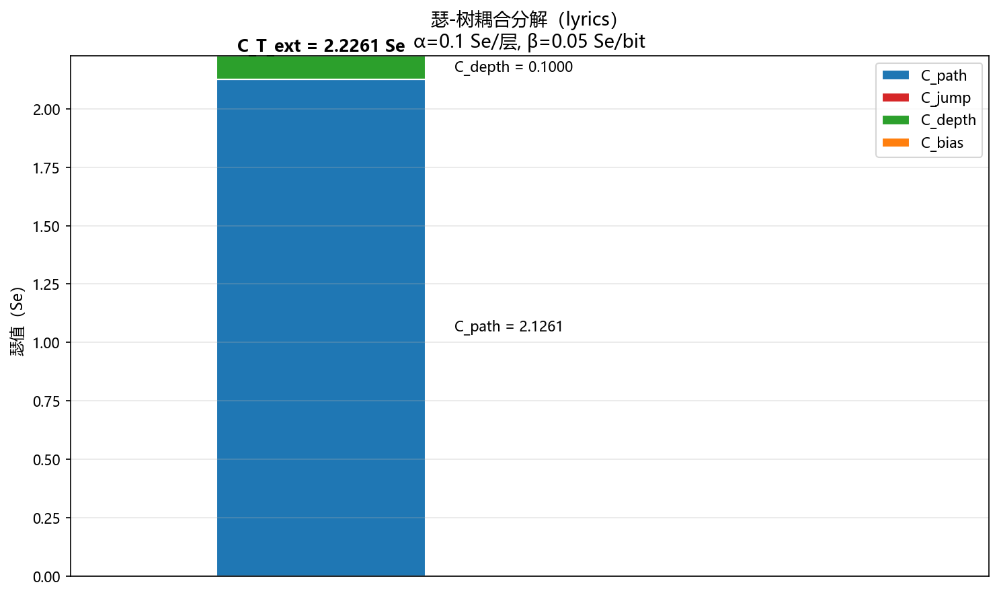 瑟-树耦合分解（lyrics）
α=0.1 Se/层, β=0.05 Se/bit
C_T_ext = 2.2261 Se
C_depth = 0.1000
C_path = 2.1261
C_path
C_jump
C_depth
C_bias
瑟值（Se）
2.00
1.75
1.50
1.25
1.00
0.75
0.50
0.25
0.00